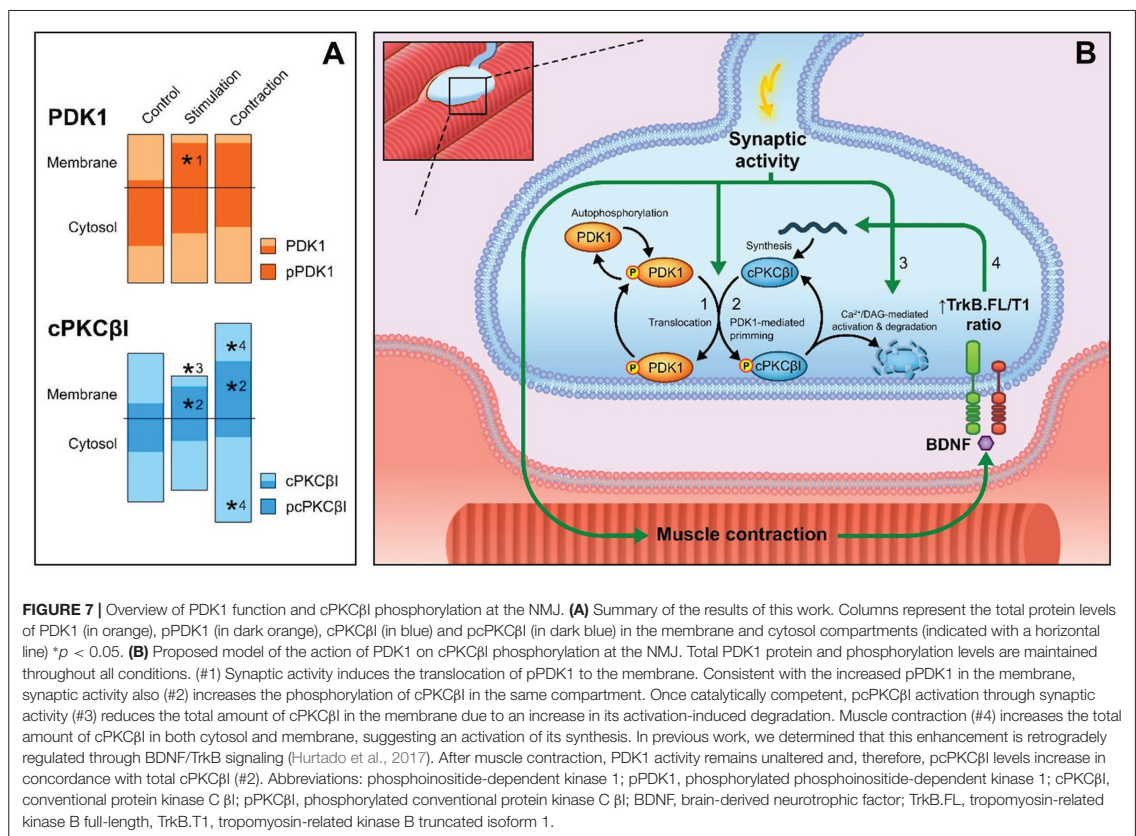 A
Control
Stimulation
Contraction
PDK1
Membrane
*1
Cytosol
PDK1
pPDK1
cPKCβI
*4
*3
Membrane
*2
*2
Cytosol
cPKCβI
*4
pcPKCβI
B
Synaptic
activity
Autophosphorylation
PDK1
Synthesis
P PDK1
cPKCβI
3
4
1
2
Translocation
PDK1-mediated
primming
Ca²⁺/DAG-mediated
activation & degradation
↑TrkB.FL/T1
ratio
P PDK1
P cPKCβI
BDNF
Muscle contraction
FIGURE 7 | Overview of PDK1 function and cPKCβI phosphorylation at the NMJ. (A) Summary of the results of this work. Columns represent the total protein levels
of PDK1 (in orange), pPDK1 (in dark orange), cPKCβI (in blue) and pcPKCβI (in dark blue) in the membrane and cytosol compartments (indicated with a horizontal
line) *p < 0.05. (B) Proposed model of the action of PDK1 on cPKCβI phosphorylation at the NMJ. Total PDK1 protein and phosphorylation levels are maintained
throughout all conditions. (#1) Synaptic activity induces the translocation of pPDK1 to the membrane. Consistent with the increased pPDK1 in the membrane,
synaptic activity also (#2) increases the phosphorylation of cPKCβI in the same compartment. Once catalytically competent, pcPKCβI activation through synaptic
activity (#3) reduces the total amount of cPKCβI in the membrane due to an increase in its activation-induced degradation. Muscle contraction (#4) increases the total
amount of cPKCβI in both cytosol and membrane, suggesting an activation of its synthesis. In previous work, we determined that this enhancement is retrogradely
regulated through BDNF/TrkB signaling (Hurtado et al., 2017). After muscle contraction, PDK1 activity remains unaltered and, therefore, pcPKCβI levels increase in
concordance with total cPKCβI (#2). Abbreviations: phosphoinositide-dependent kinase 1; pPDK1, phosphorylated phosphoinositide-dependent kinase 1; cPKCβI,
conventional protein kinase C βI; pPKCβI, phosphorylated conventional protein kinase C βI; BDNF, brain-derived neurotrophic factor; TrkB.FL, tropomyosin-related
kinase B full-length, TrkB.T1, tropomyosin-related kinase B truncated isoform 1.